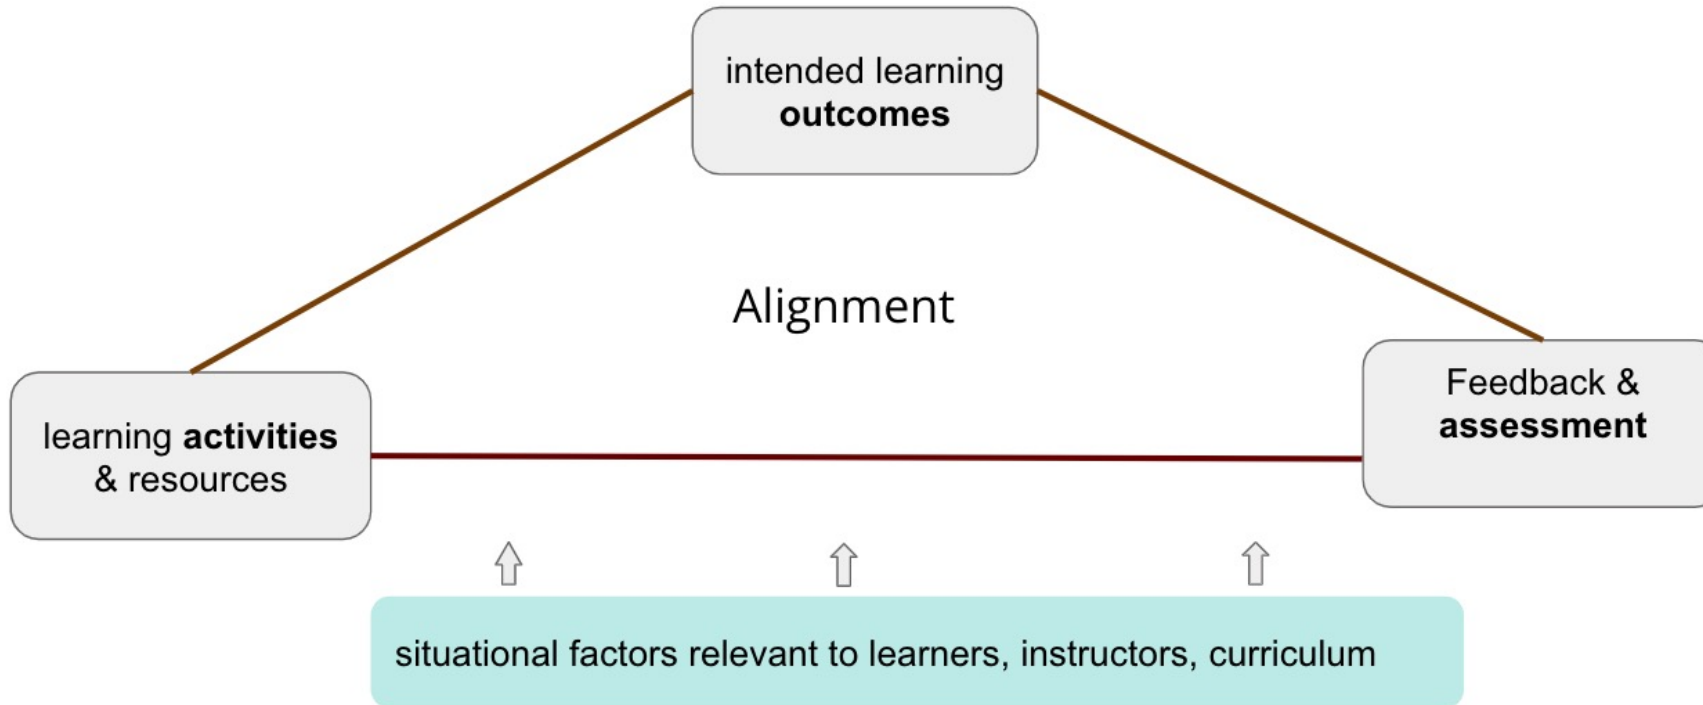 intended learning
outcomes
Alignment
Feedback &
assessment
learning activities
& resources
situational factors relevant to learners, instructors, curriculum